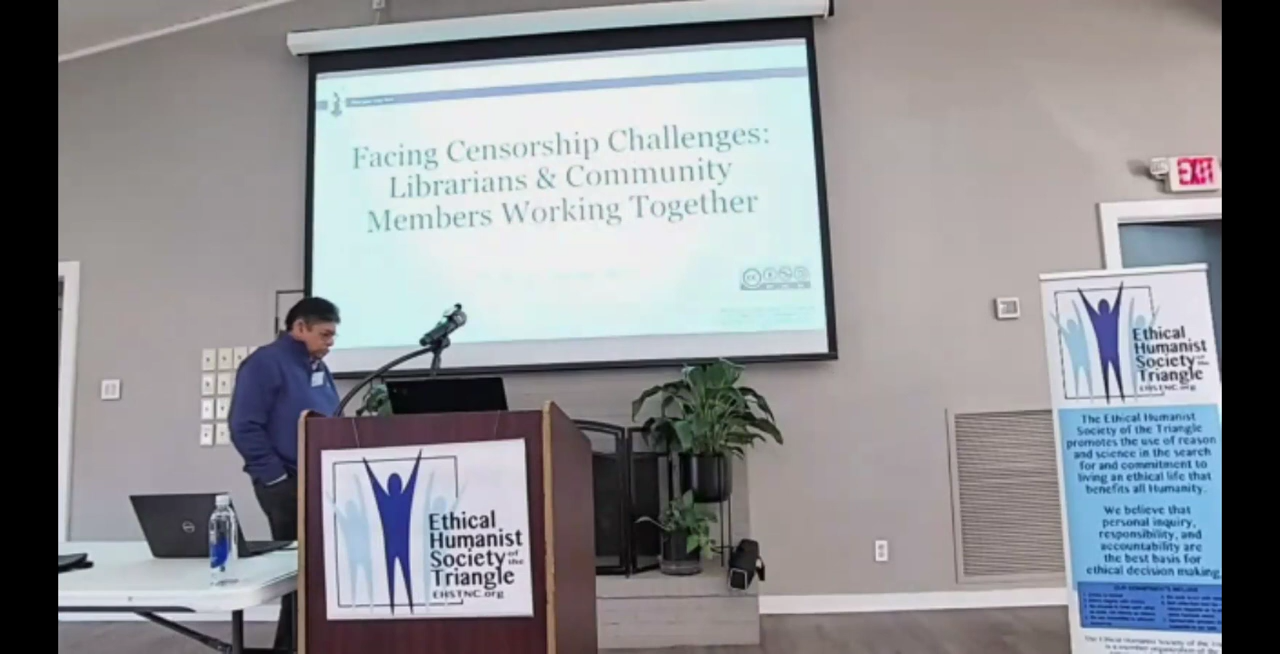 Facing Censorship Challenges:
Librarians & Community
Members Working Together
cc
EXIT
Ethical
Humanist
Society of the
Triangle
EHSTNC.org
The Ethical Humanist
Society of the Triangle
promotes the use of reason
and science in the search
for and commitment to
living an ethical life that
benefits all Humanity.
We believe that
personal inquiry,
responsibility, and
accountability are
the best basis for
ethical decision making
DELL
Ethical
Humanist
Society of the
Triangle
EHSTNC.org